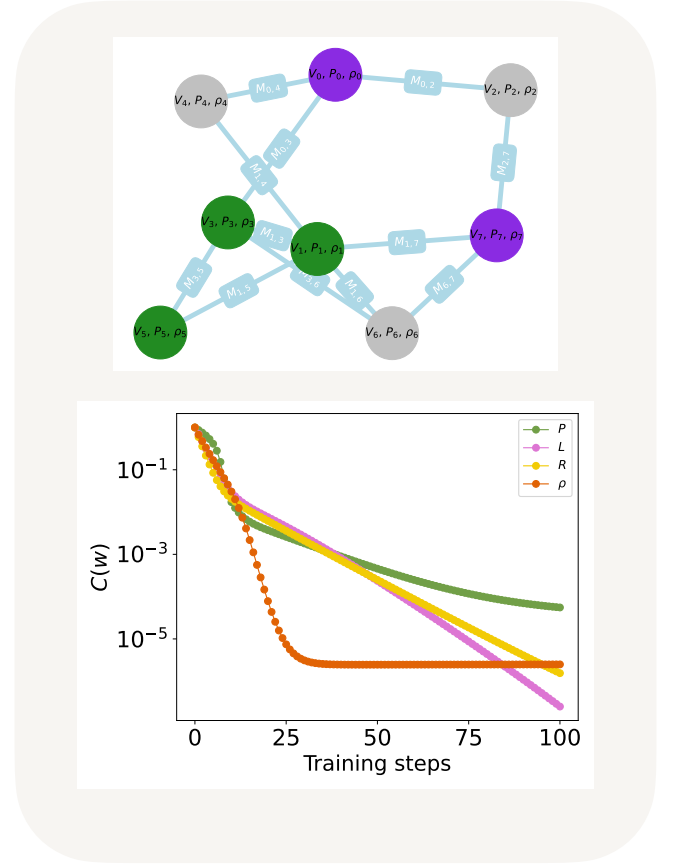 V₀, P₀, ρ₀
M₀,₄
M₀,₂
V₄, P₄, ρ₄
V₂, P₂, ρ₂
M₀,₃
M₂,₇
M₁,₄
V₃, P₃, ρ₃
M₁,₃
V₁, P₁, ρ₁
M₁,₇
V₇, P₇, ρ₇
M₃,₅
M₃,₆
M₁,₅
M₁,₆
M₆,₇
V₅, P₅, ρ₅
V₆, P₆, ρ₆
P
L
R
ρ
10⁻¹
10⁻³
10⁻⁵
C(w)
0 25 50 75 100
Training steps